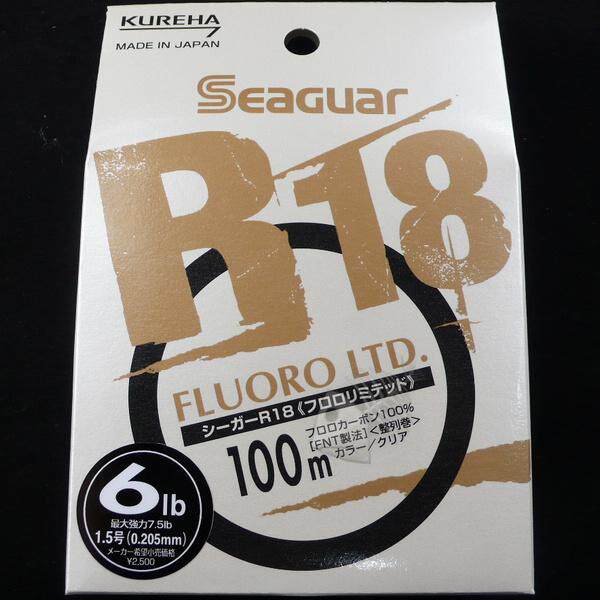 KUREHA
MADE IN JAPAN
SEAGUAR
R18
FLUORO LTD.
シーガーR18《フロロリミテッド》
100m
フロロカーボン100%
[FNT製法]<整列巻>
カラー/クリア
6lb
最大強力7.5lb
1.5号(0.205mm)
メーカー希望小売価格
¥2,500